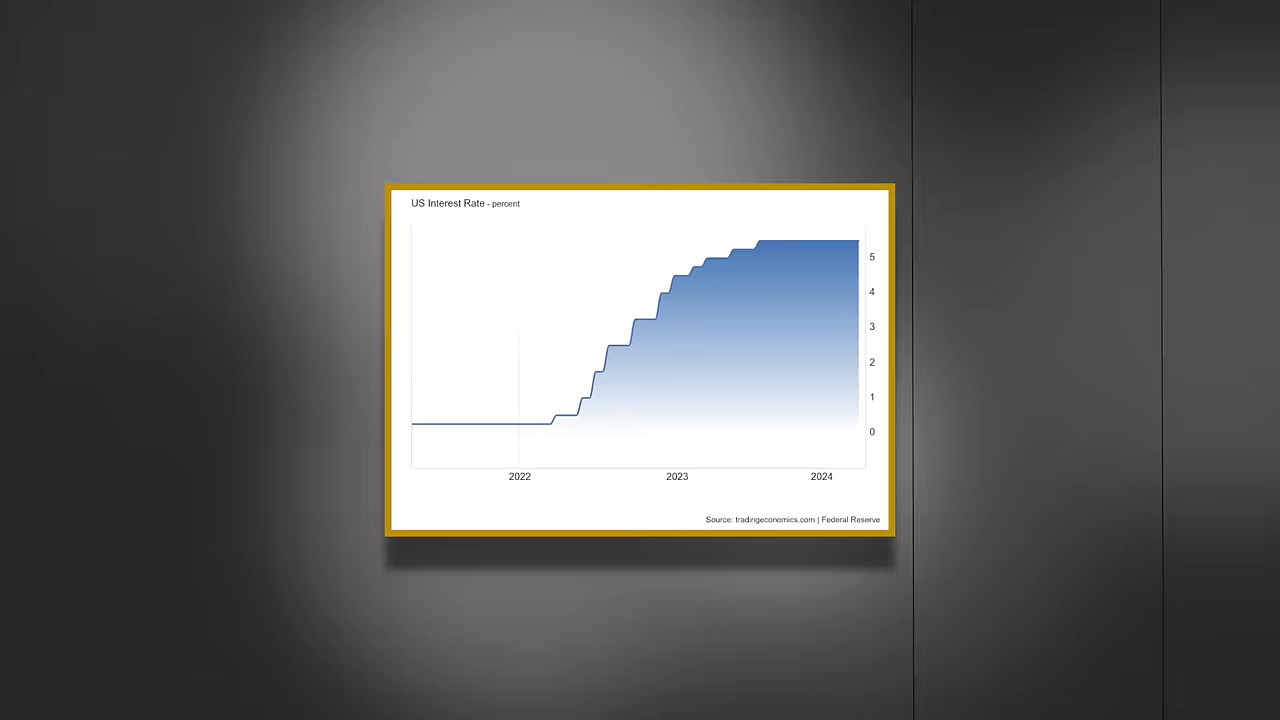 US Interest Rate - percent
5
4
3
2
1
0
2022 2023 2024
Source: tradingeconomics.com | Federal Reserve